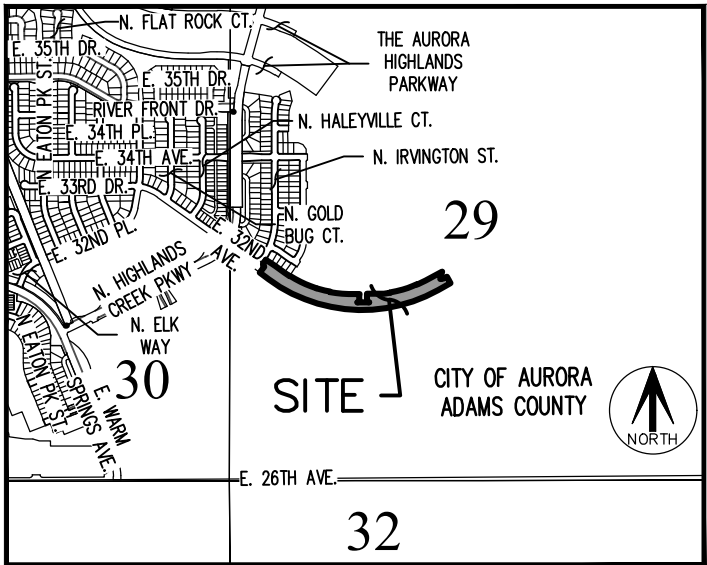 N. FLAT ROCK CT.
E. 35TH DR.
THE AURORA
HIGHLANDS
PARKWAY
N EATON PK ST.
E. 35TH DR.
RIVER FRONT DR.
N. HALEYVILLE CT.
E. 34TH PL.
E. 34TH AVE.
N. IRVINGTON ST.
E. 33RD DR.
N. GOLD
BUG CT.
29
E. 32ND PL.
E. 32ND
AVE.
N. HIGHLANDS
CREEK PKWY
N. ELK
WAY
N EATON PK ST.
30
E. WARM
SPRINGS AVE.
SITE
CITY OF AURORA
ADAMS COUNTY
NORTH
E. 26TH AVE.
32